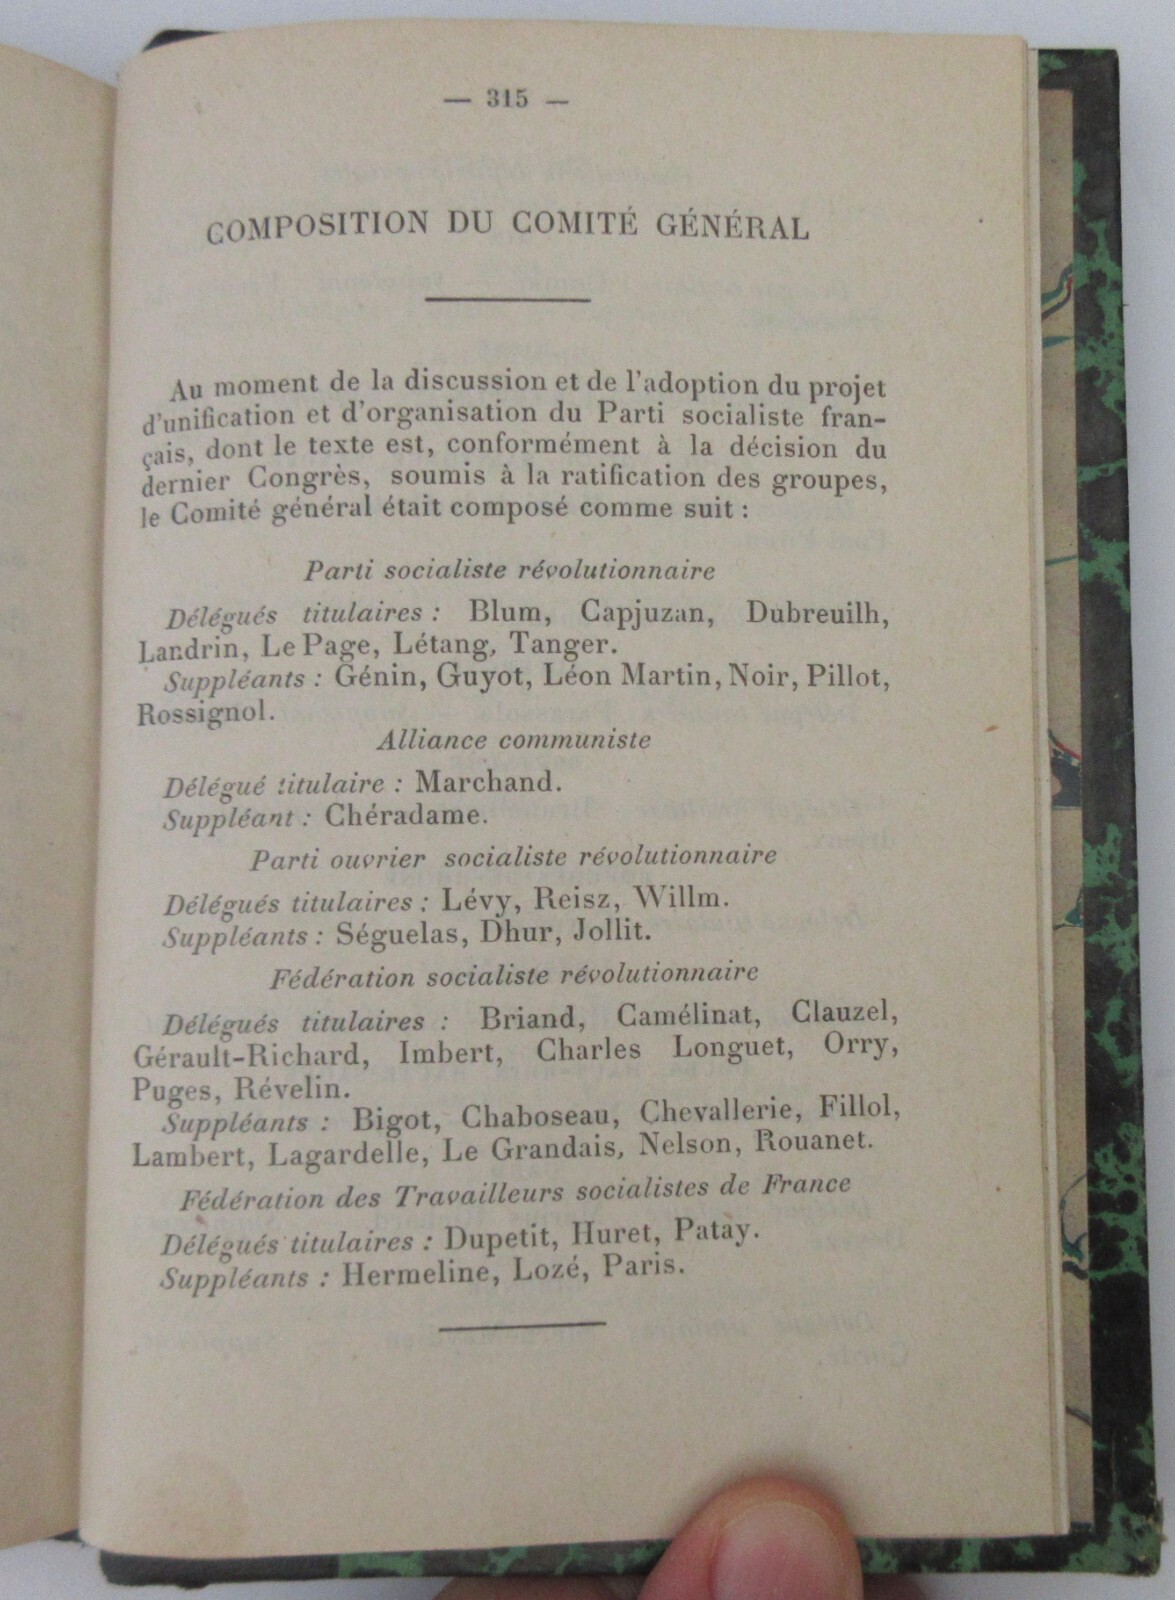 — 315 —
COMPOSITION DU COMITÉ GÉNÉRAL
Au moment de la discussion et de l'adoption du projet
d'unification et d'organisation du Parti socialiste fran-
çais, dont le texte est, conformément à la décision du
dernier Congrès, soumis à la ratification des groupes,
le Comité général était composé comme suit :
Parti socialiste révolutionnaire
Délégués titulaires : Blum, Capjuzan, Dubreuilh,
Landrin, Le Page, Létang, Tanger.
Suppléants : Génin, Guyot, Léon Martin, Noir, Pillot,
Rossignol.
Alliance communiste
Délégué titulaire : Marchand.
Suppléant : Chéradame.
Parti ouvrier socialiste révolutionnaire
Délégués titulaires : Lévy, Reisz, Willm.
Suppléants : Séguelas, Dhur, Jollit.
Fédération socialiste révolutionnaire
Délégués titulaires : Briand, Camélinat, Clauzel,
Gérault-Richard, Imbert, Charles Longuet, Orry,
Puges, Révelin.
Suppléants : Bigot, Chaboseau, Chevallerie, Fillol,
Lambert, Lagardelle, Le Grandais, Nelson, Rouanet.
Fédération des Travailleurs socialistes de France
Délégués titulaires : Dupetit, Huret, Patay.
Suppléants : Hermeline, Lozé, Paris.